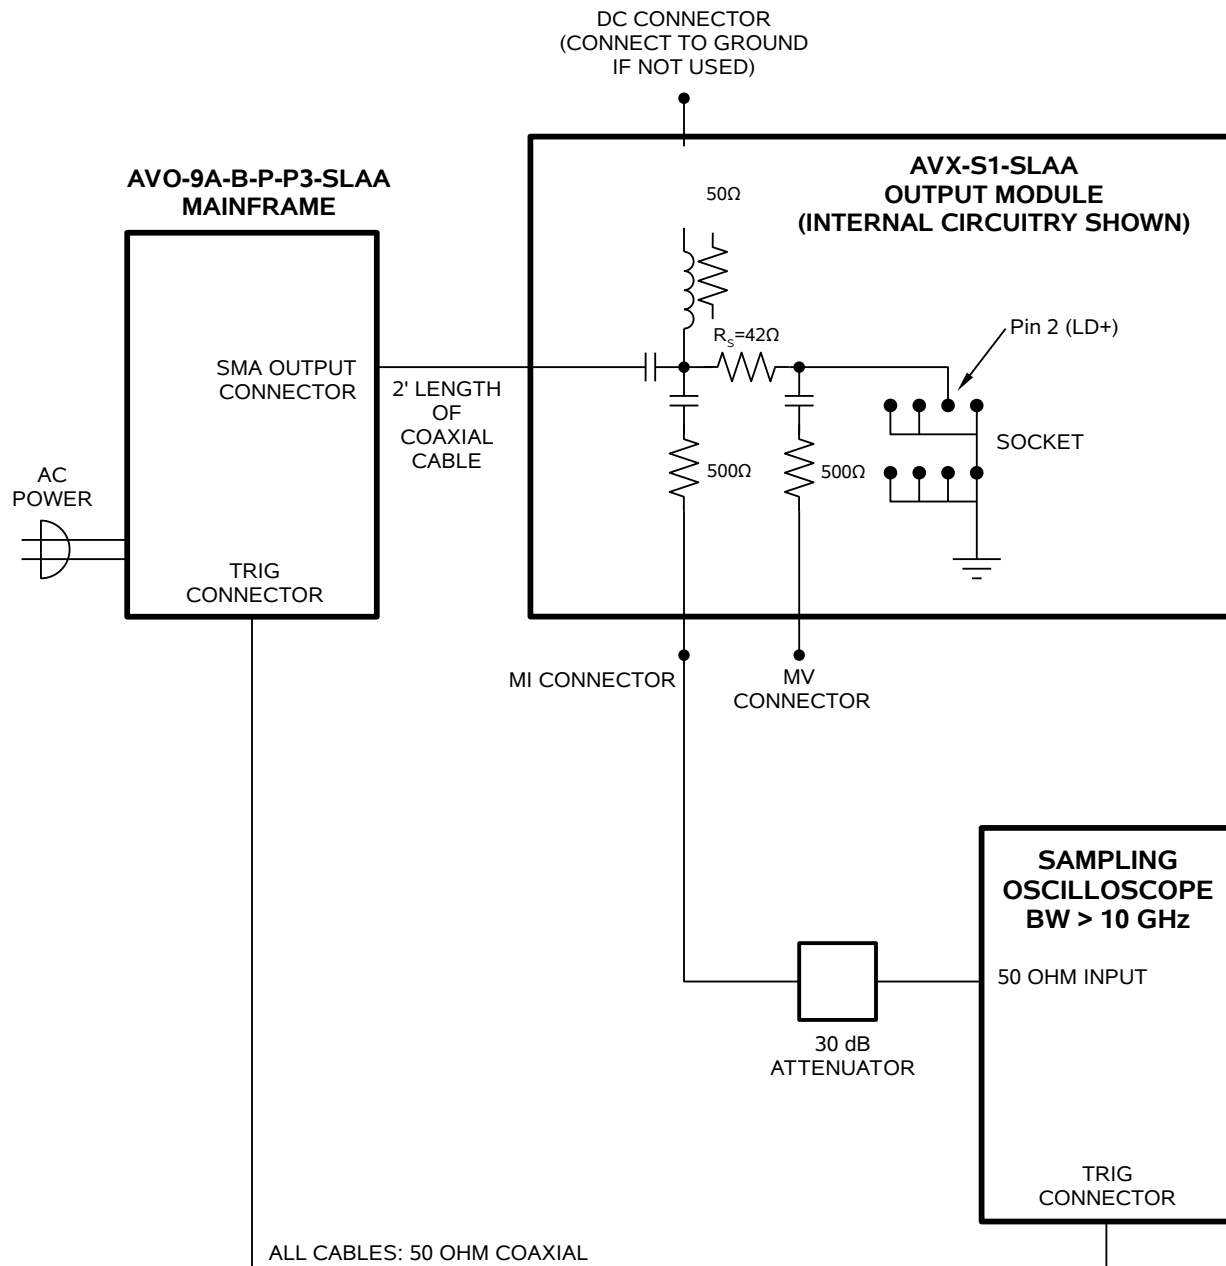 DC CONNECTOR
(CONNECT TO GROUND
IF NOT USED)
AVO-9A-B-P-P3-SLAA
MAINFRAME
AVX-S1-SLAA
OUTPUT MODULE
(INTERNAL CIRCUITRY SHOWN)
50Ω
RS=42Ω
Pin 2 (LD+)
SMA OUTPUT
CONNECTOR
2' LENGTH
OF
COAXIAL
CABLE
SOCKET
500Ω
500Ω
AC
POWER
TRIG
CONNECTOR
MI CONNECTOR
MV
CONNECTOR
SAMPLING
OSCILLOSCOPE
BW > 10 GHz
50 OHM INPUT
30 dB
ATTENUATOR
TRIG
CONNECTOR
ALL CABLES: 50 OHM COAXIAL